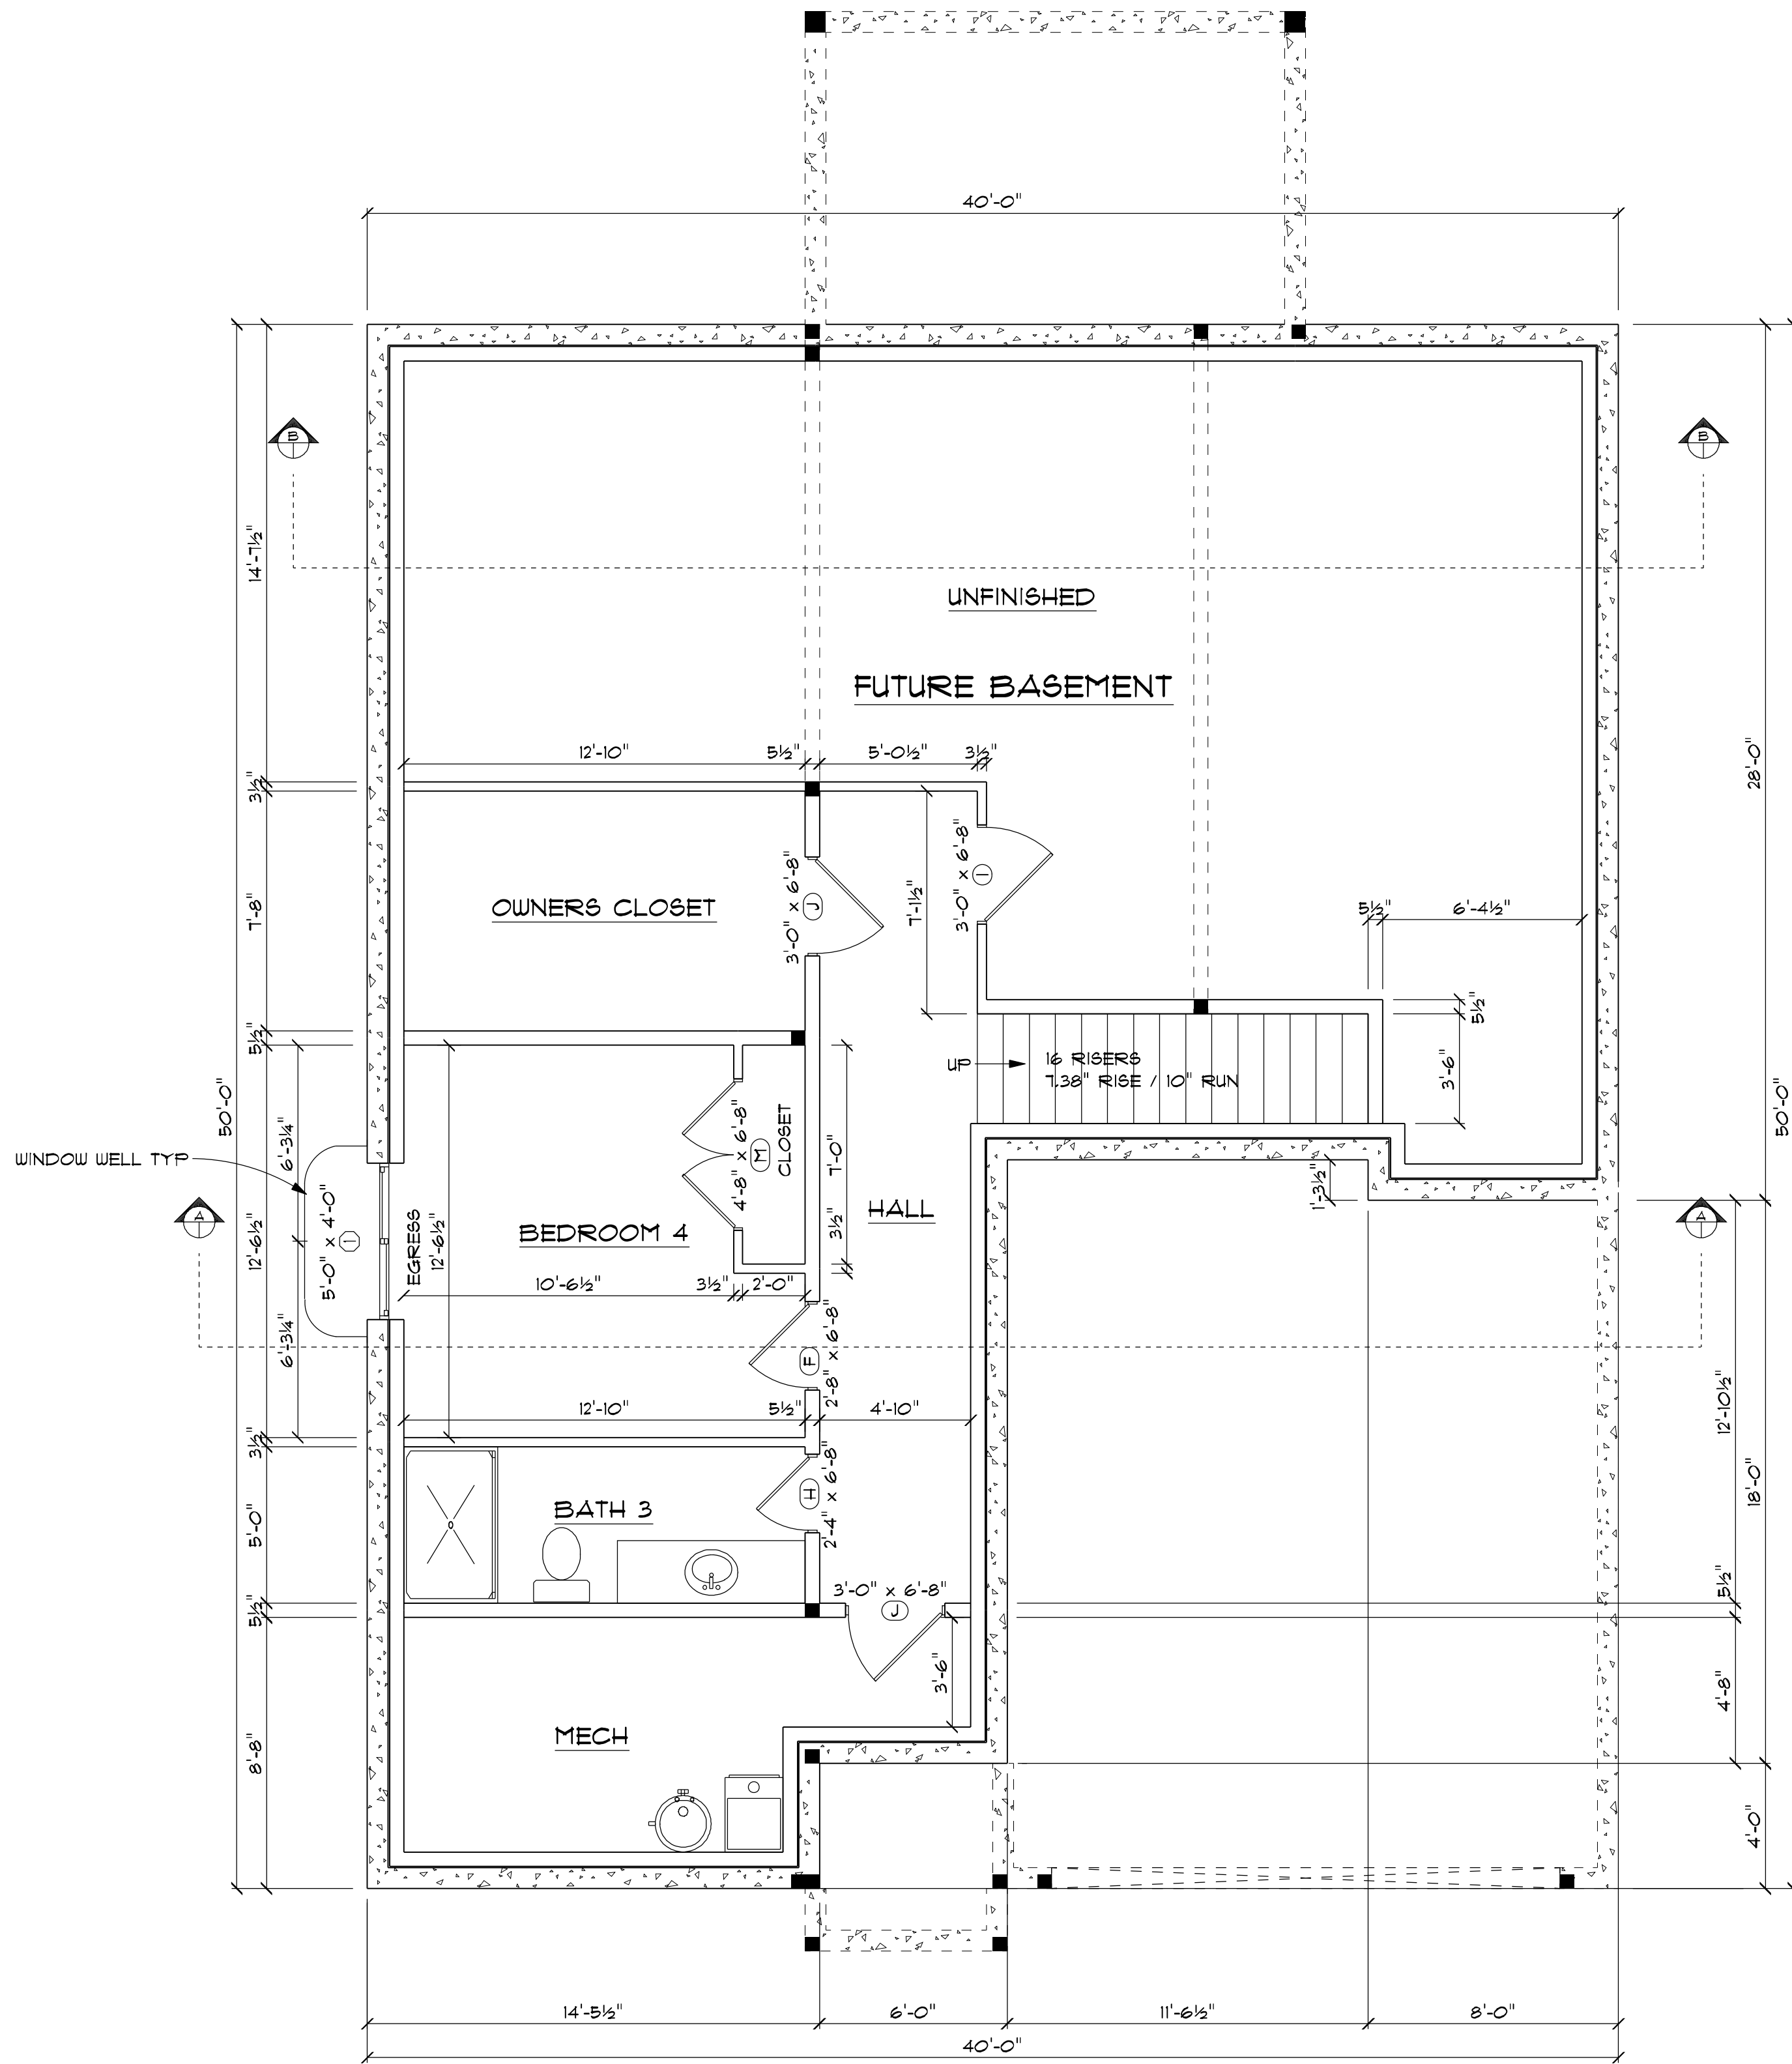 40'-0"
B
B
14'-7½"
28'-0"
UNFINISHED
FUTURE BASEMENT
12'-10"
5½"
5'-0½"
3½"
3½"
OWNERS CLOSET
7'-8"
3'-0" x 6'-8"
J
7'-1½"
3'-0" x 6'-8"
I
5½"
6'-4½"
5½"
3'-6"
UP
16 RISERS
7.38" RISE / 10" RUN
5½"
50'-0"
50'-0"
6'-3¼"
WINDOW WELL TYP
4'-8" x 6'-8"
M
CLOSET
7'-0"
1'-3½"
A
A
12'-6½"
5'-0" x 4'-0"
1
EGRESS
12'-6½"
BEDROOM 4
HALL
3½"
10'-6½"
3½"
2'-0"
6'-3¼"
F
2'-8" x 6'-8"
12'-10½"
12'-10"
5½"
4'-10"
3½"
H
2'-4" x 6'-8"
BATH 3
5'-0"
18'-0"
5½"
3'-0" x 6'-8"
J
5½"
3'-6"
4'-8"
MECH
8'-8"
4'-0"
14'-5½"
6'-0"
11'-6½"
8'-0"
40'-0"